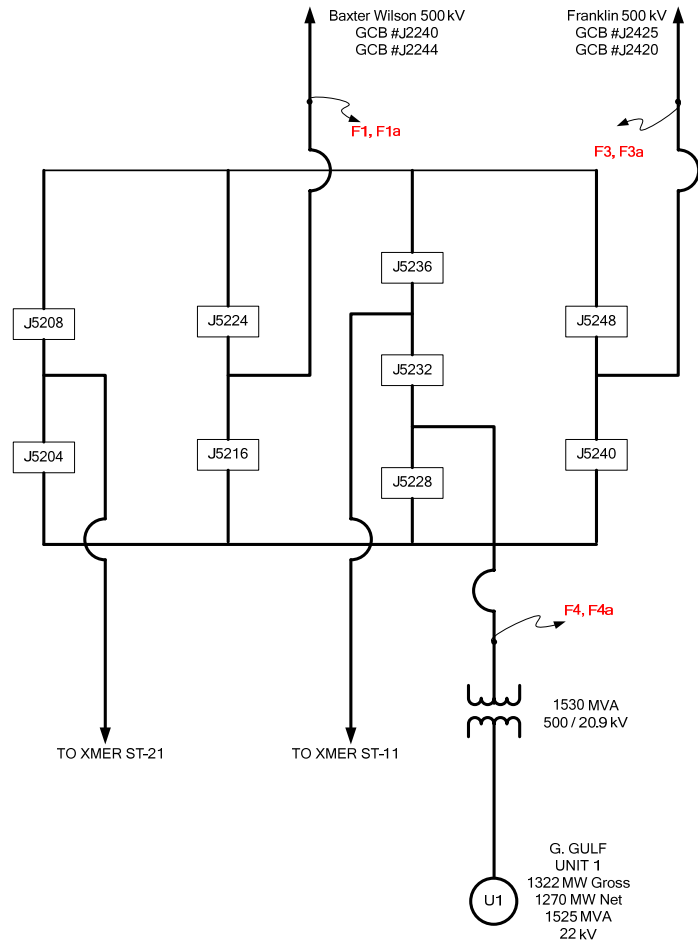 Baxter Wilson 500 kV
GCB #J2240
GCB #J2244
Franklin 500 kV
GCB #J2425
GCB #J2420
F1, F1a
F3, F3a
J5236
J5208
J5224
J5248
J5232
J5204
J5216
J5240
J5228
F4, F4a
1530 MVA
500 / 20.9 kV
TO XMER ST-21
TO XMER ST-11
G. GULF
UNIT 1
1322 MW Gross
1270 MW Net
1525 MVA
22 kV
U1